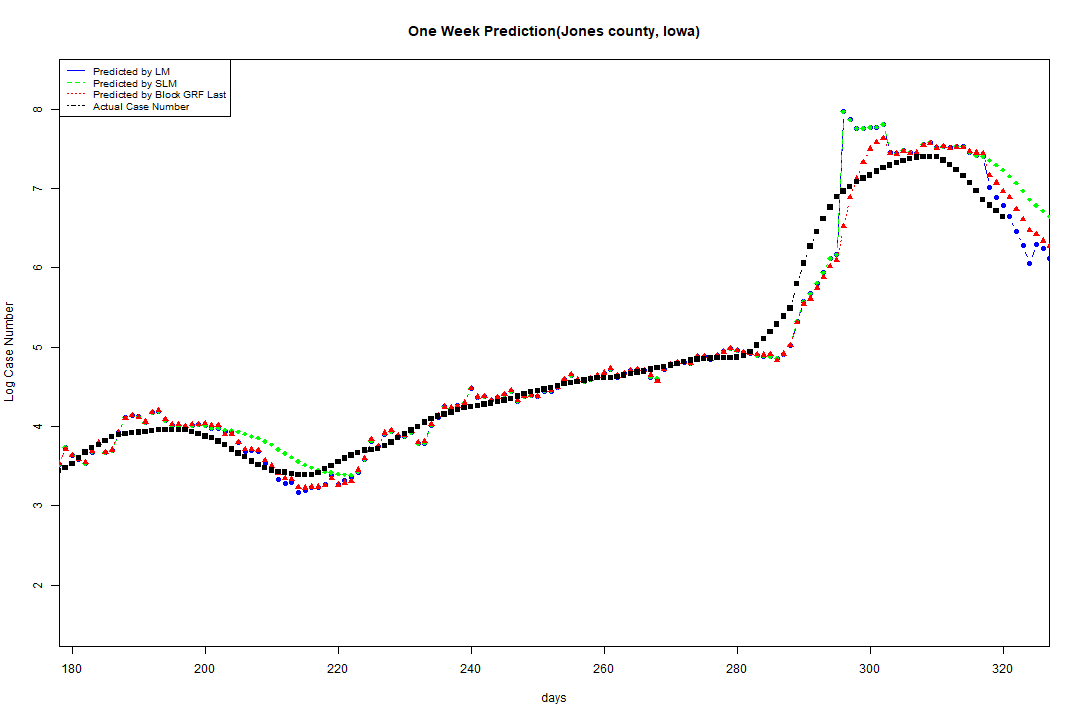 One Week Prediction(Jones county, Iowa)
Predicted by LM
Predicted by SLM
Predicted by Block GRF Last
Actual Case Number
8
7
6
5
4
3
2
Log Case Number
180 200 220 240 260 280 300 320
days